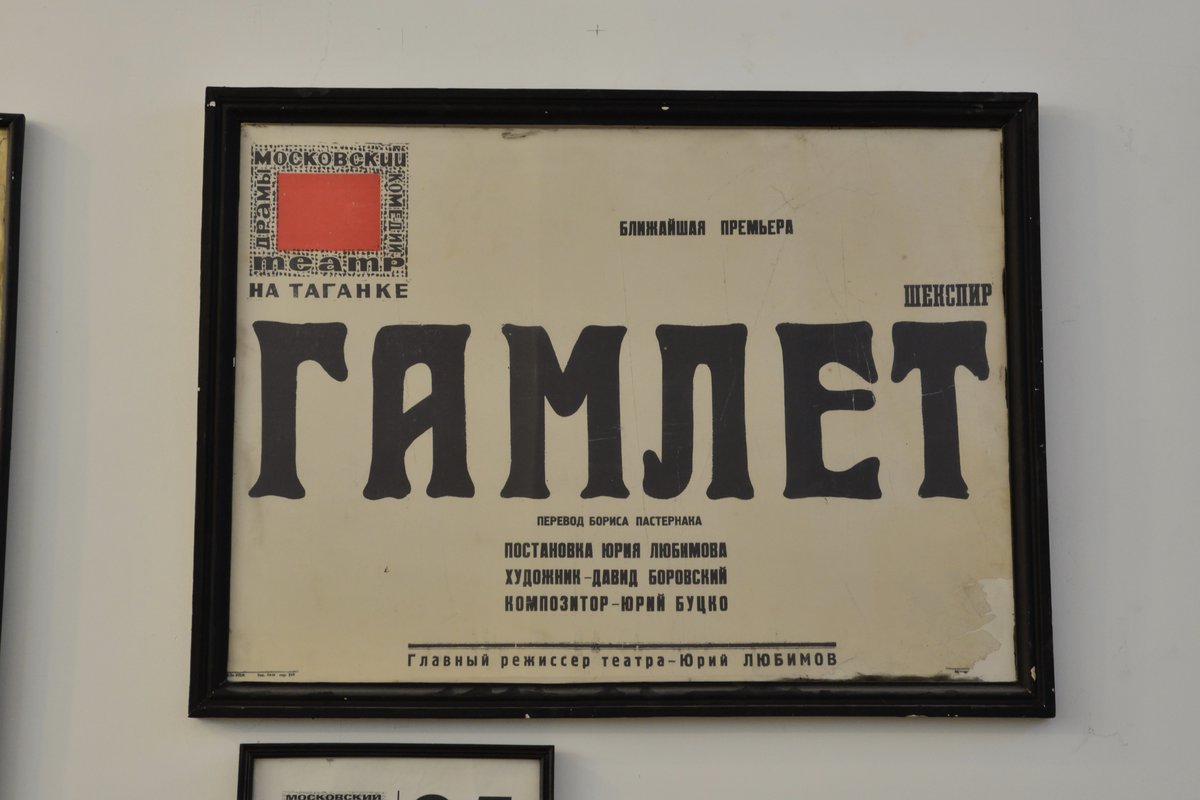 МОСКОВСКИЙ
ДРАМЫ
КОМЕДИИ
театр
НА ТАГАНКЕ
БЛИЖАЙШАЯ ПРЕМЬЕРА
ШЕКСПИР
ГАМЛЕТ
ПЕРЕВОД БОРИСА ПАСТЕРНАКА
ПОСТАНОВКА ЮРИЯ ЛЮБИМОВА
ХУДОЖНИК-ДАВИД БОРОВСКИЙ
КОМПОЗИТОР-ЮРИЙ БУЦКО
Главный режиссер театра-Юрий ЛЮБИМОВ
МОСКОВСКИЙ